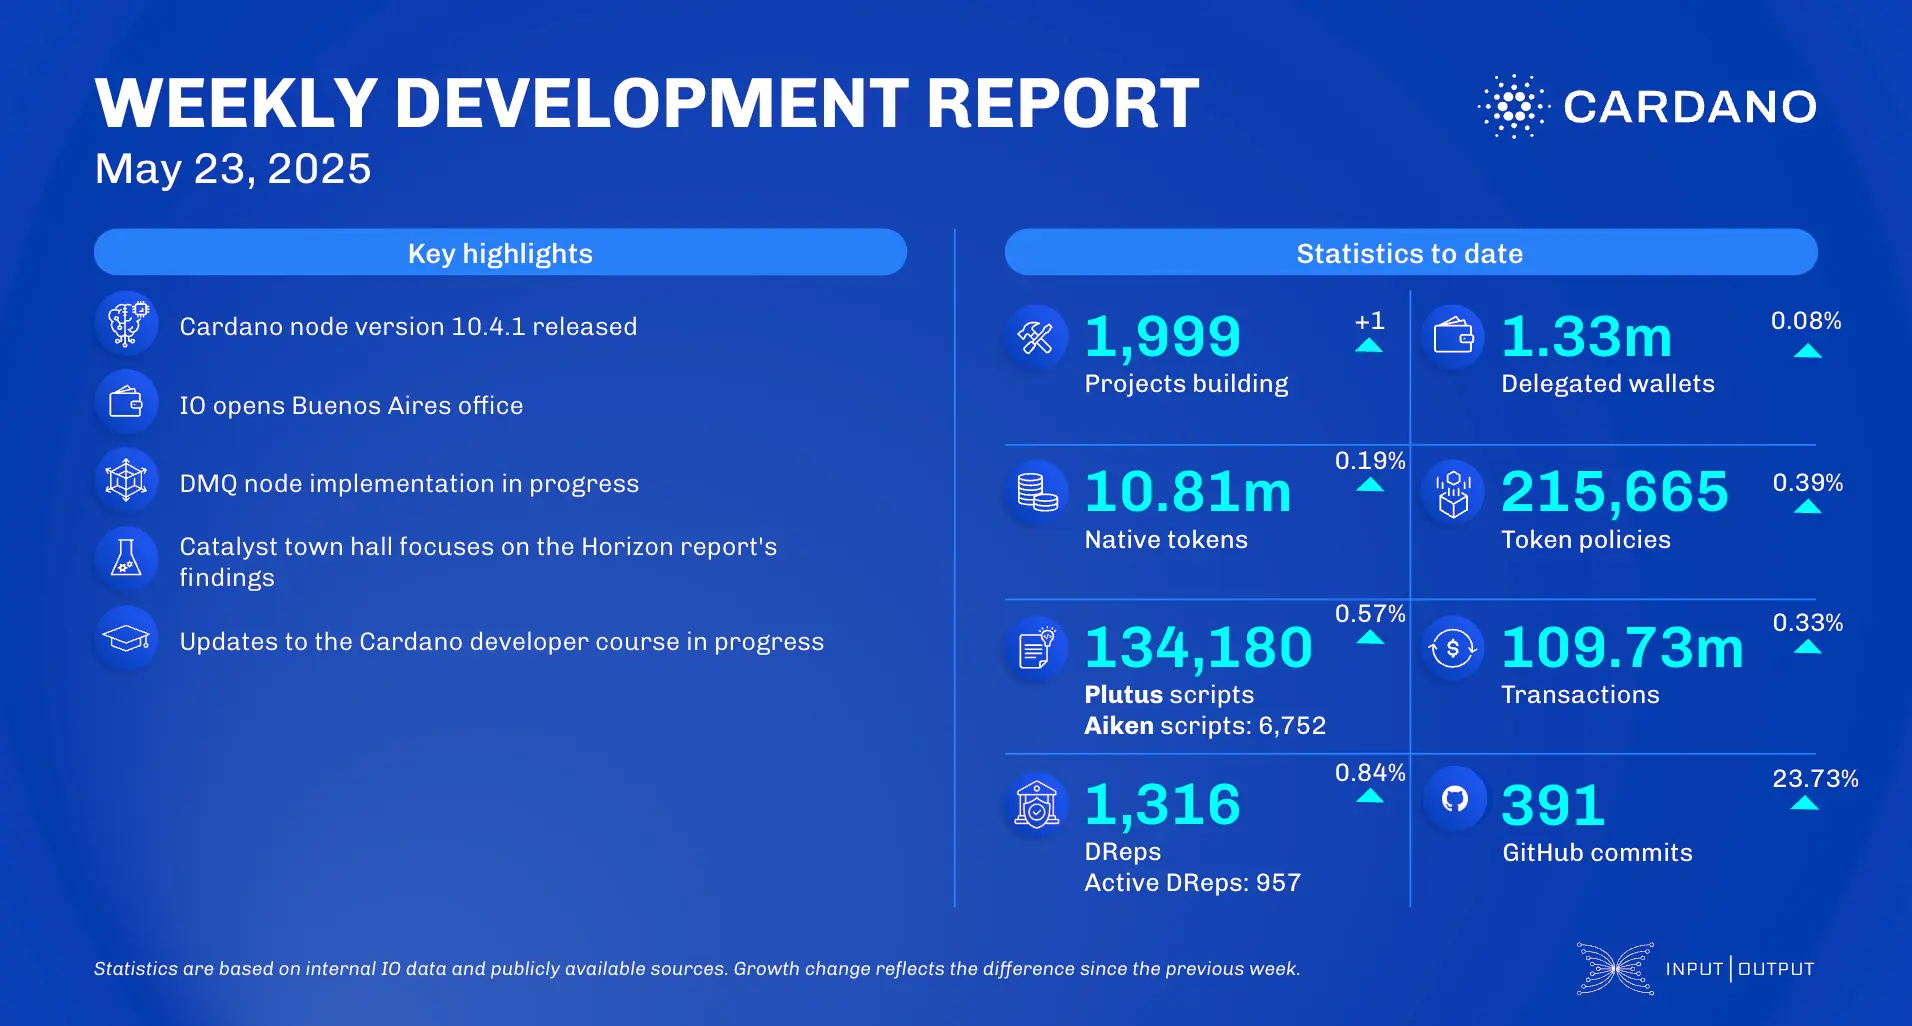 WEEKLY DEVELOPMENT REPORT
May 23, 2025
CARDANO
Key highlights
Cardano node version 10.4.1 released
IO opens Buenos Aires office
DMQ node implementation in progress
Catalyst town hall focuses on the Horizon report's
findings
Updates to the Cardano developer course in progress
Statistics to date
1,999
+1
Projects building
1.33m
0.08%
Delegated wallets
10.81m
0.19%
Native tokens
215,665
0.39%
Token policies
134,180
0.57%
Plutus scripts
Aiken scripts: 6,752
109.73m
0.33%
Transactions
1,316
0.84%
DReps
Active DReps: 957
391
23.73%
GitHub commits
Statistics are based on internal IO data and publicly available sources. Growth change reflects the difference since the previous week.
INPUT | OUTPUT